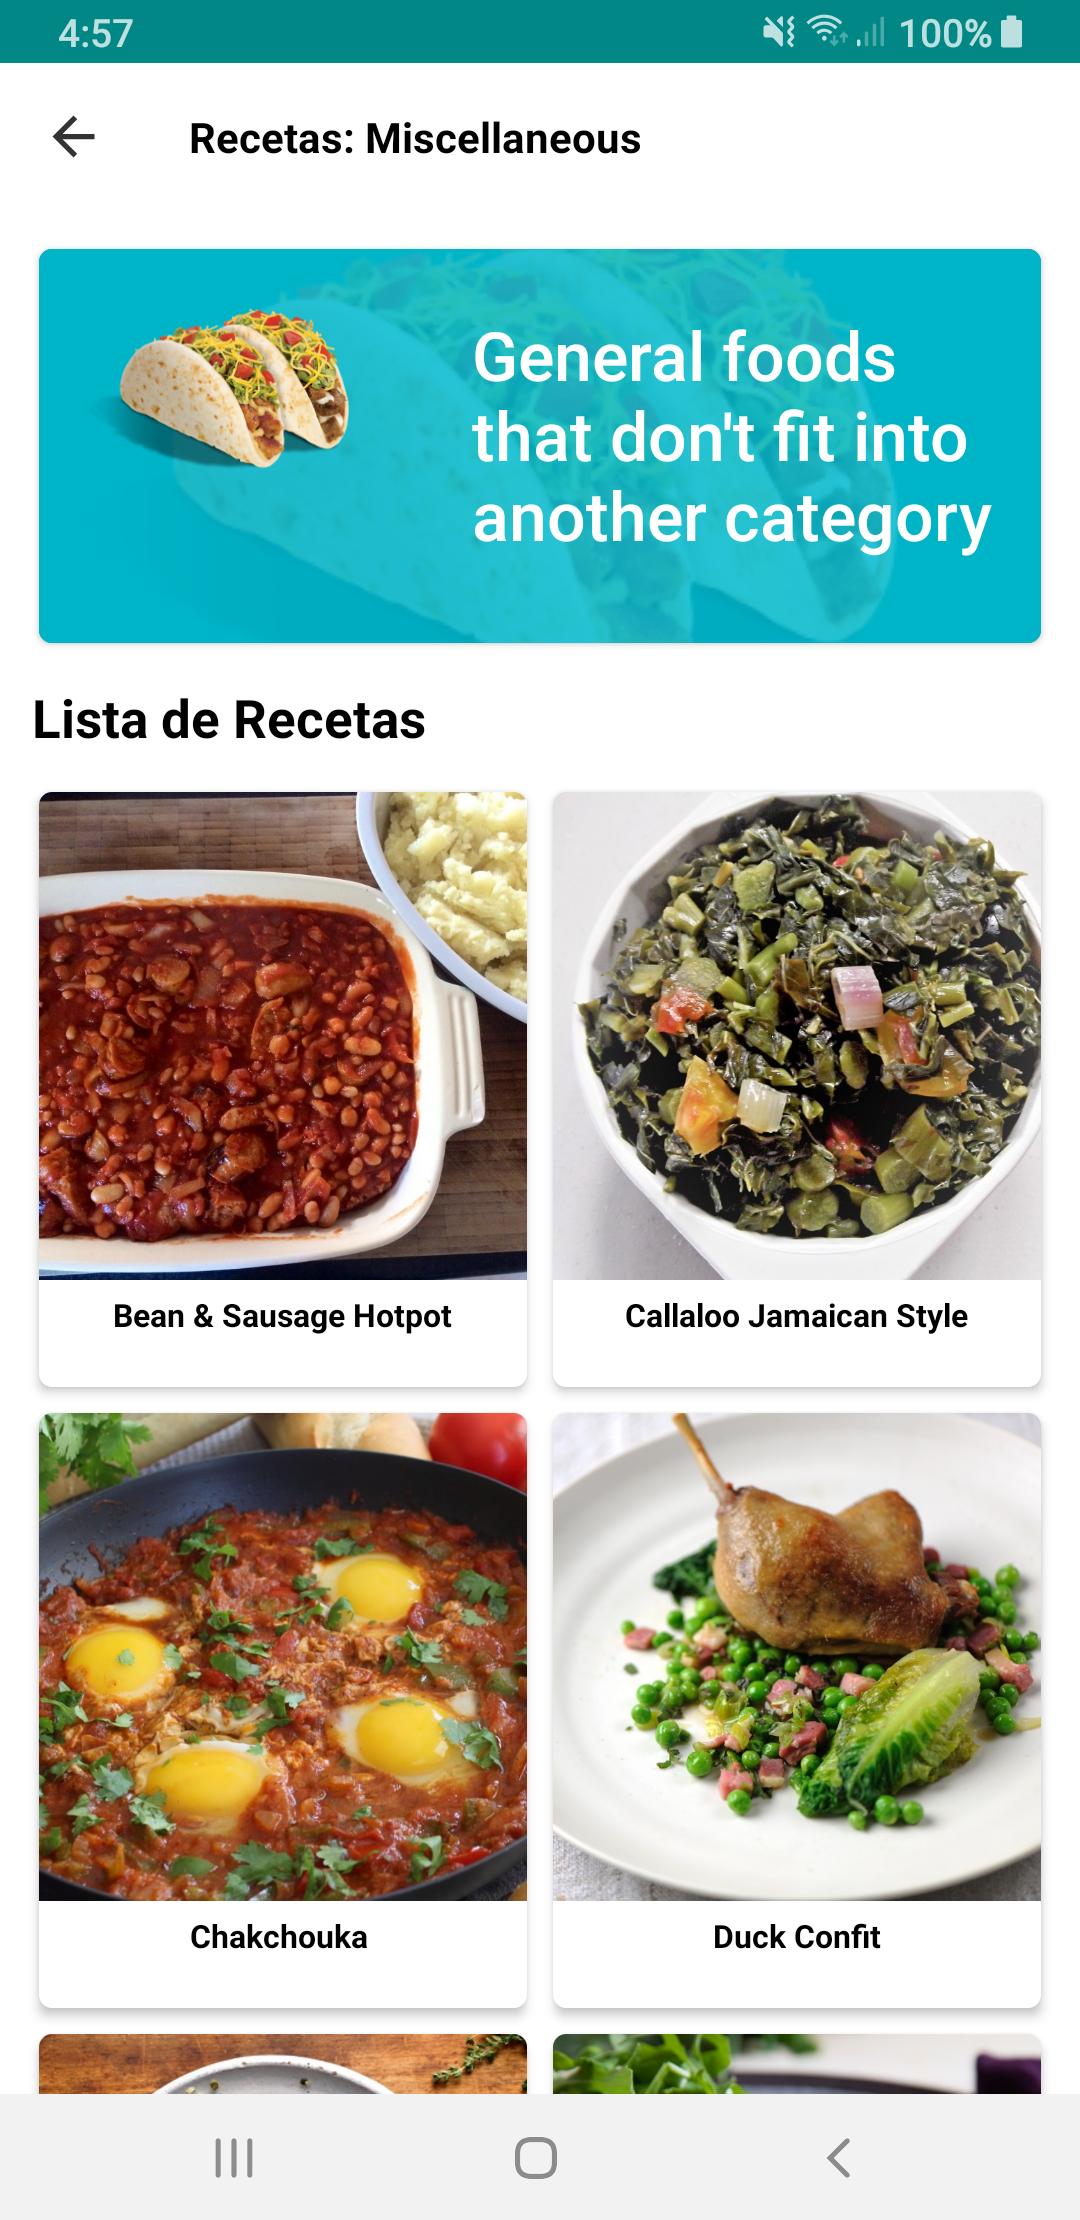 4:57
100%
Recetas: Miscellaneous
General foods
that don't fit into
another category
Lista de Recetas
Bean & Sausage Hotpot
Callaloo Jamaican Style
Chakchouka
Duck Confit